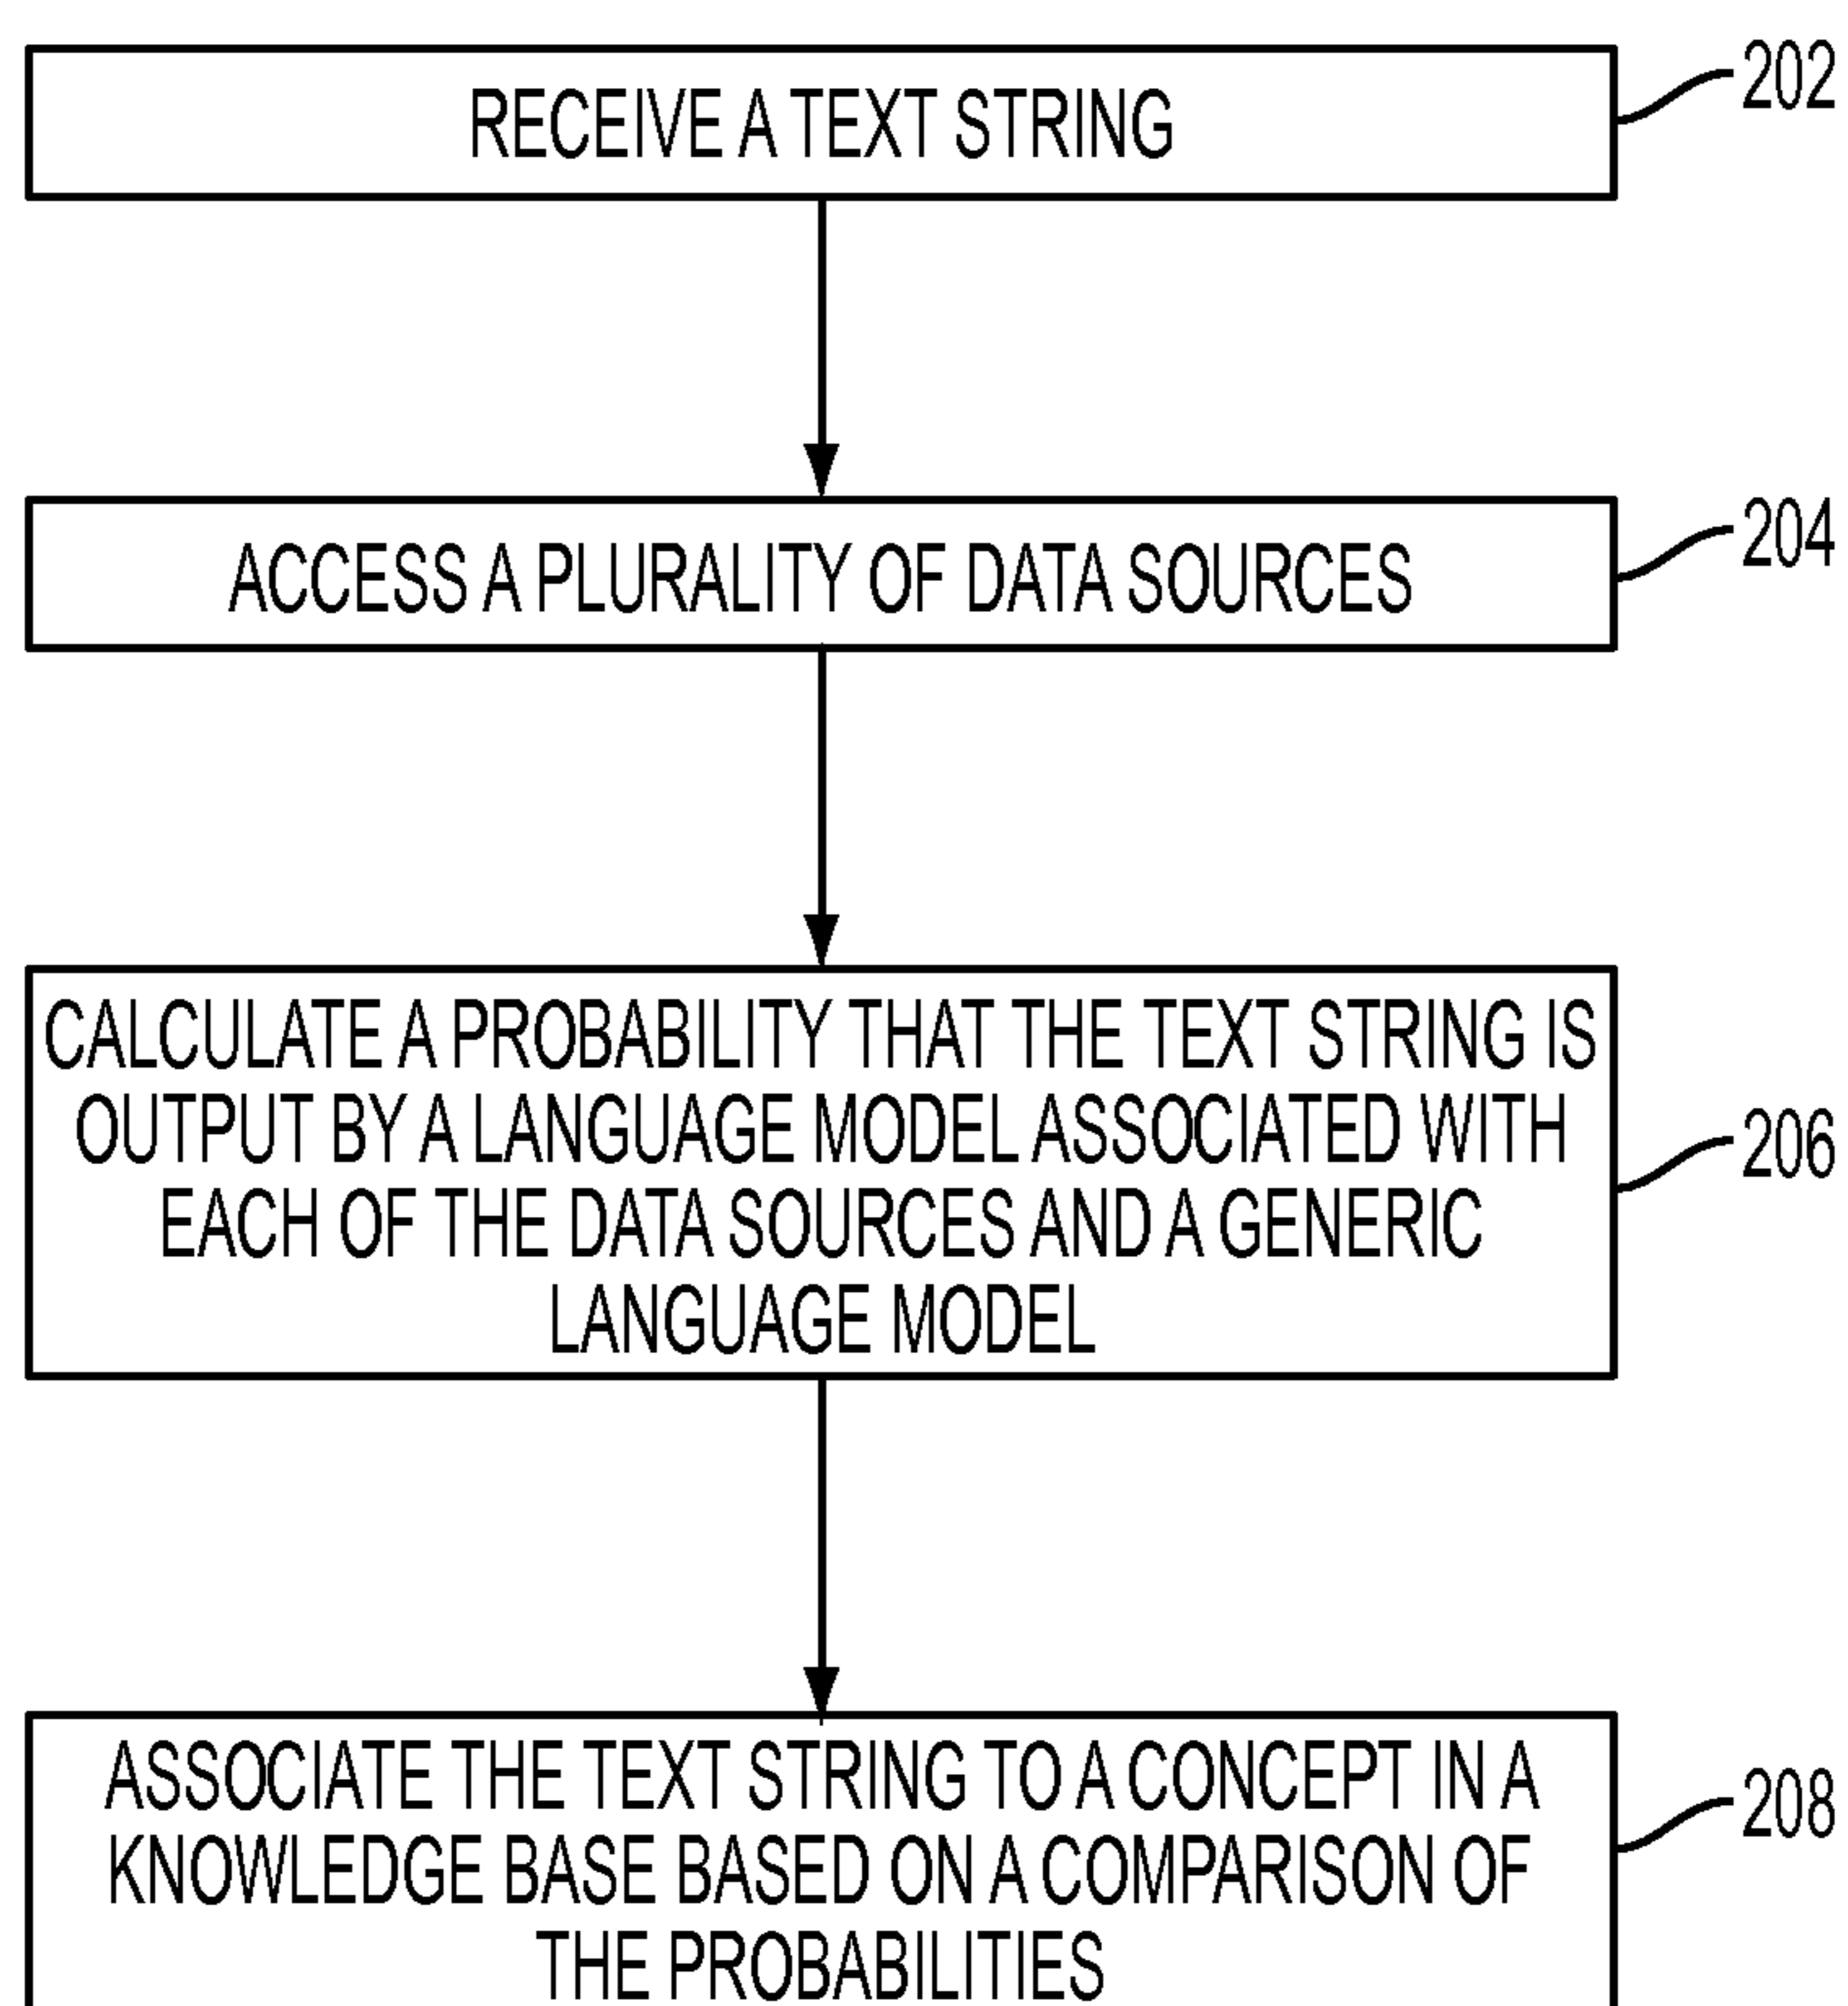 RECEIVE A TEXT STRING
202
ACCESS A PLURALITY OF DATA SOURCES
204
CALCULATE A PROBABILITY THAT THE TEXT STRING IS
OUTPUT BY A LANGUAGE MODEL ASSOCIATED WITH
EACH OF THE DATA SOURCES AND A GENERIC
LANGUAGE MODEL
206
ASSOCIATE THE TEXT STRING TO A CONCEPT IN A
KNOWLEDGE BASE BASED ON A COMPARISON OF
THE PROBABILITIES
208